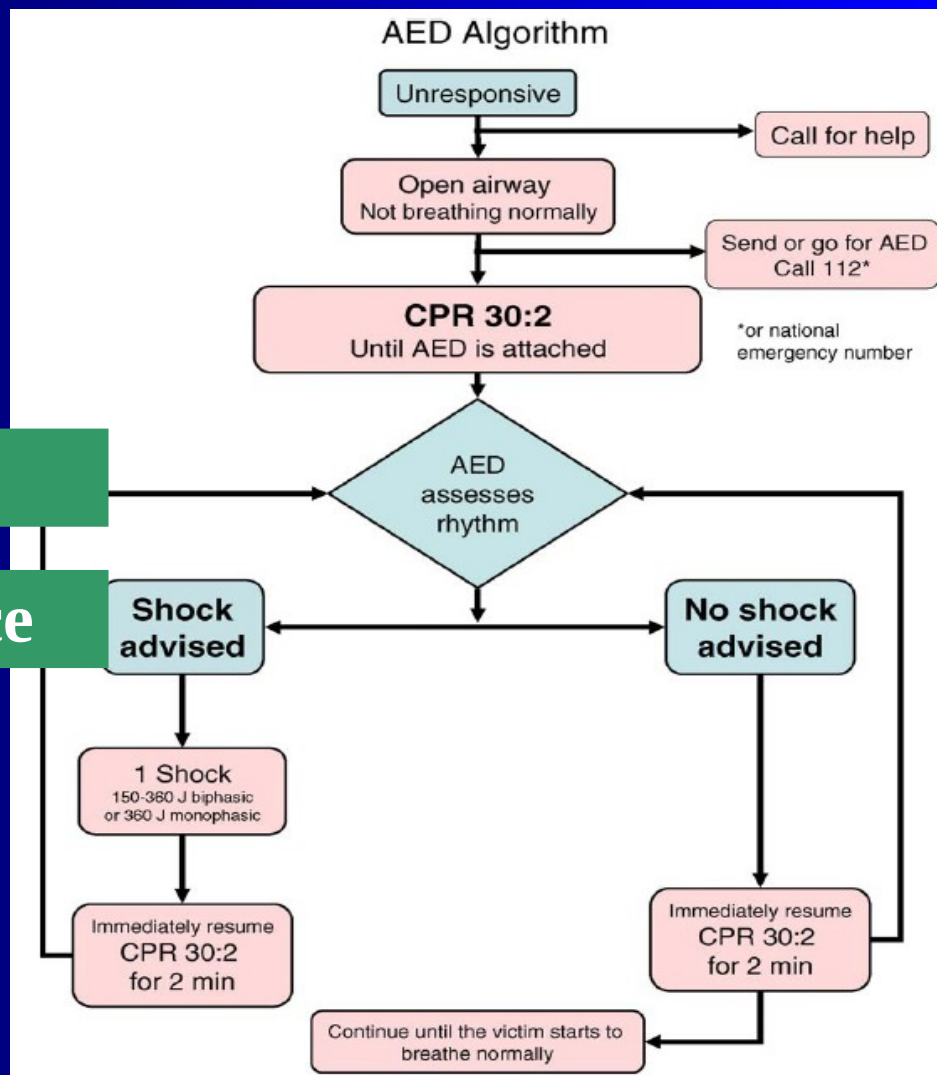 AED Algorithm
Unresponsive
Call for help
Open airway
Not breathing normally
Send or go for AED
Call 112*
CPR 30:2
Until AED is attached
*or national
emergency number
AED
assesses
rhythm
Shock
advised
No shock
advised
1 Shock
150-360 J biphasic
or 360 J monophasic
Immediately resume
CPR 30:2
for 2 min
Immediately resume
CPR 30:2
for 2 min
Continue until the victim starts to
breathe normally